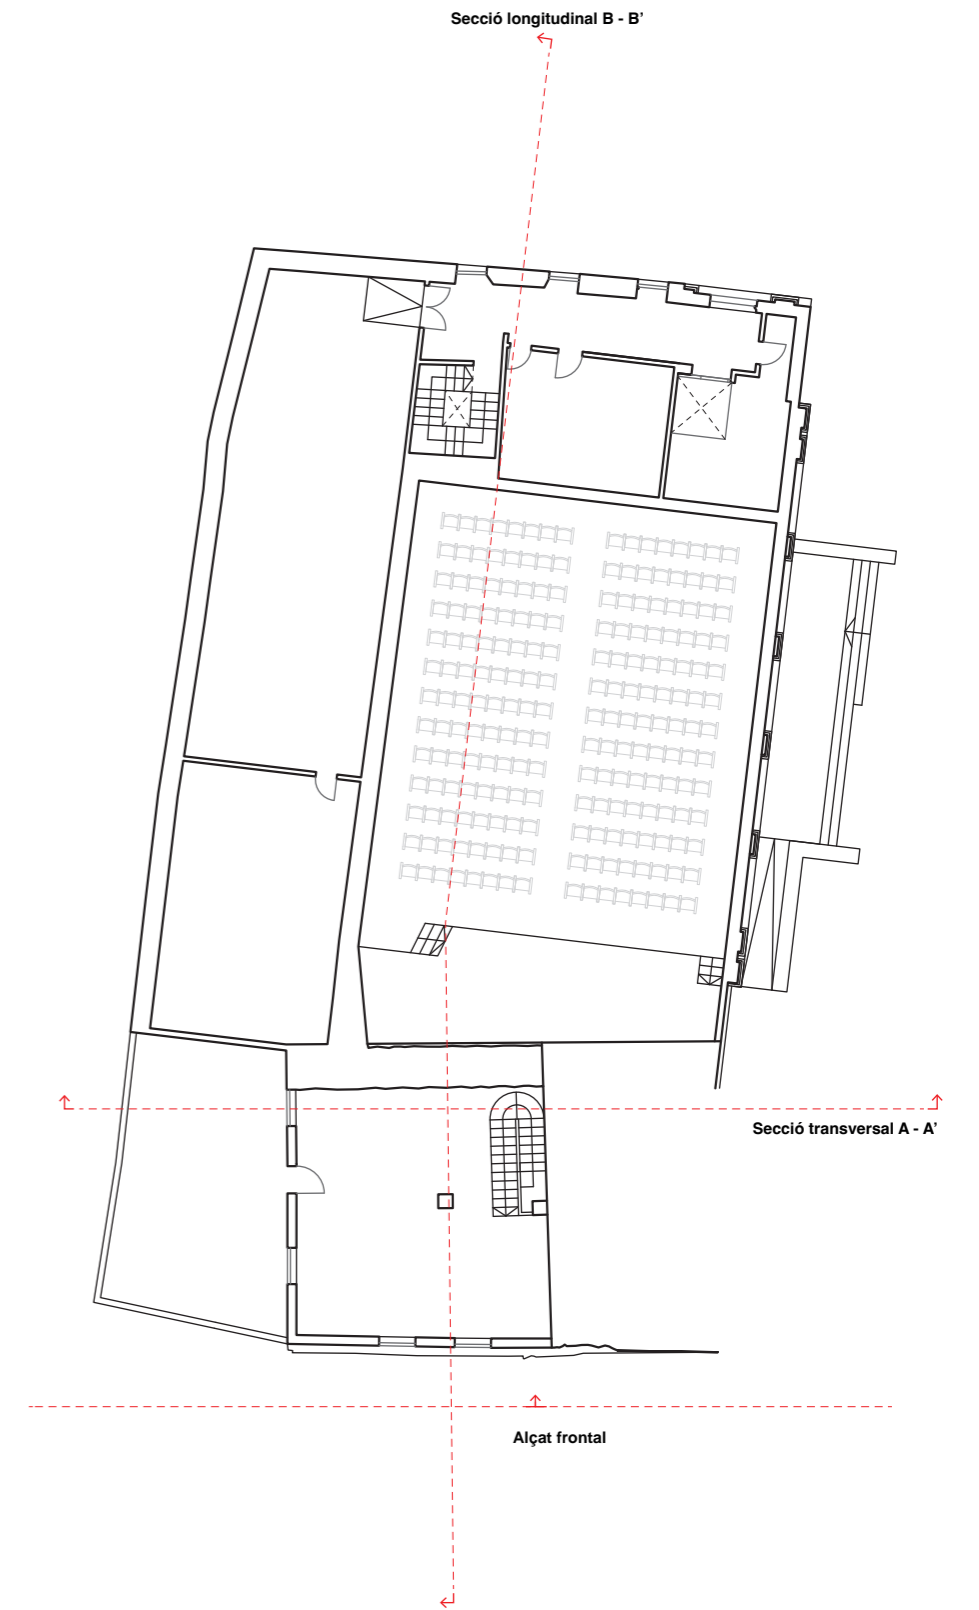 Secció longitudinal B - B’
Secció transversal A - A’
Alçat frontal